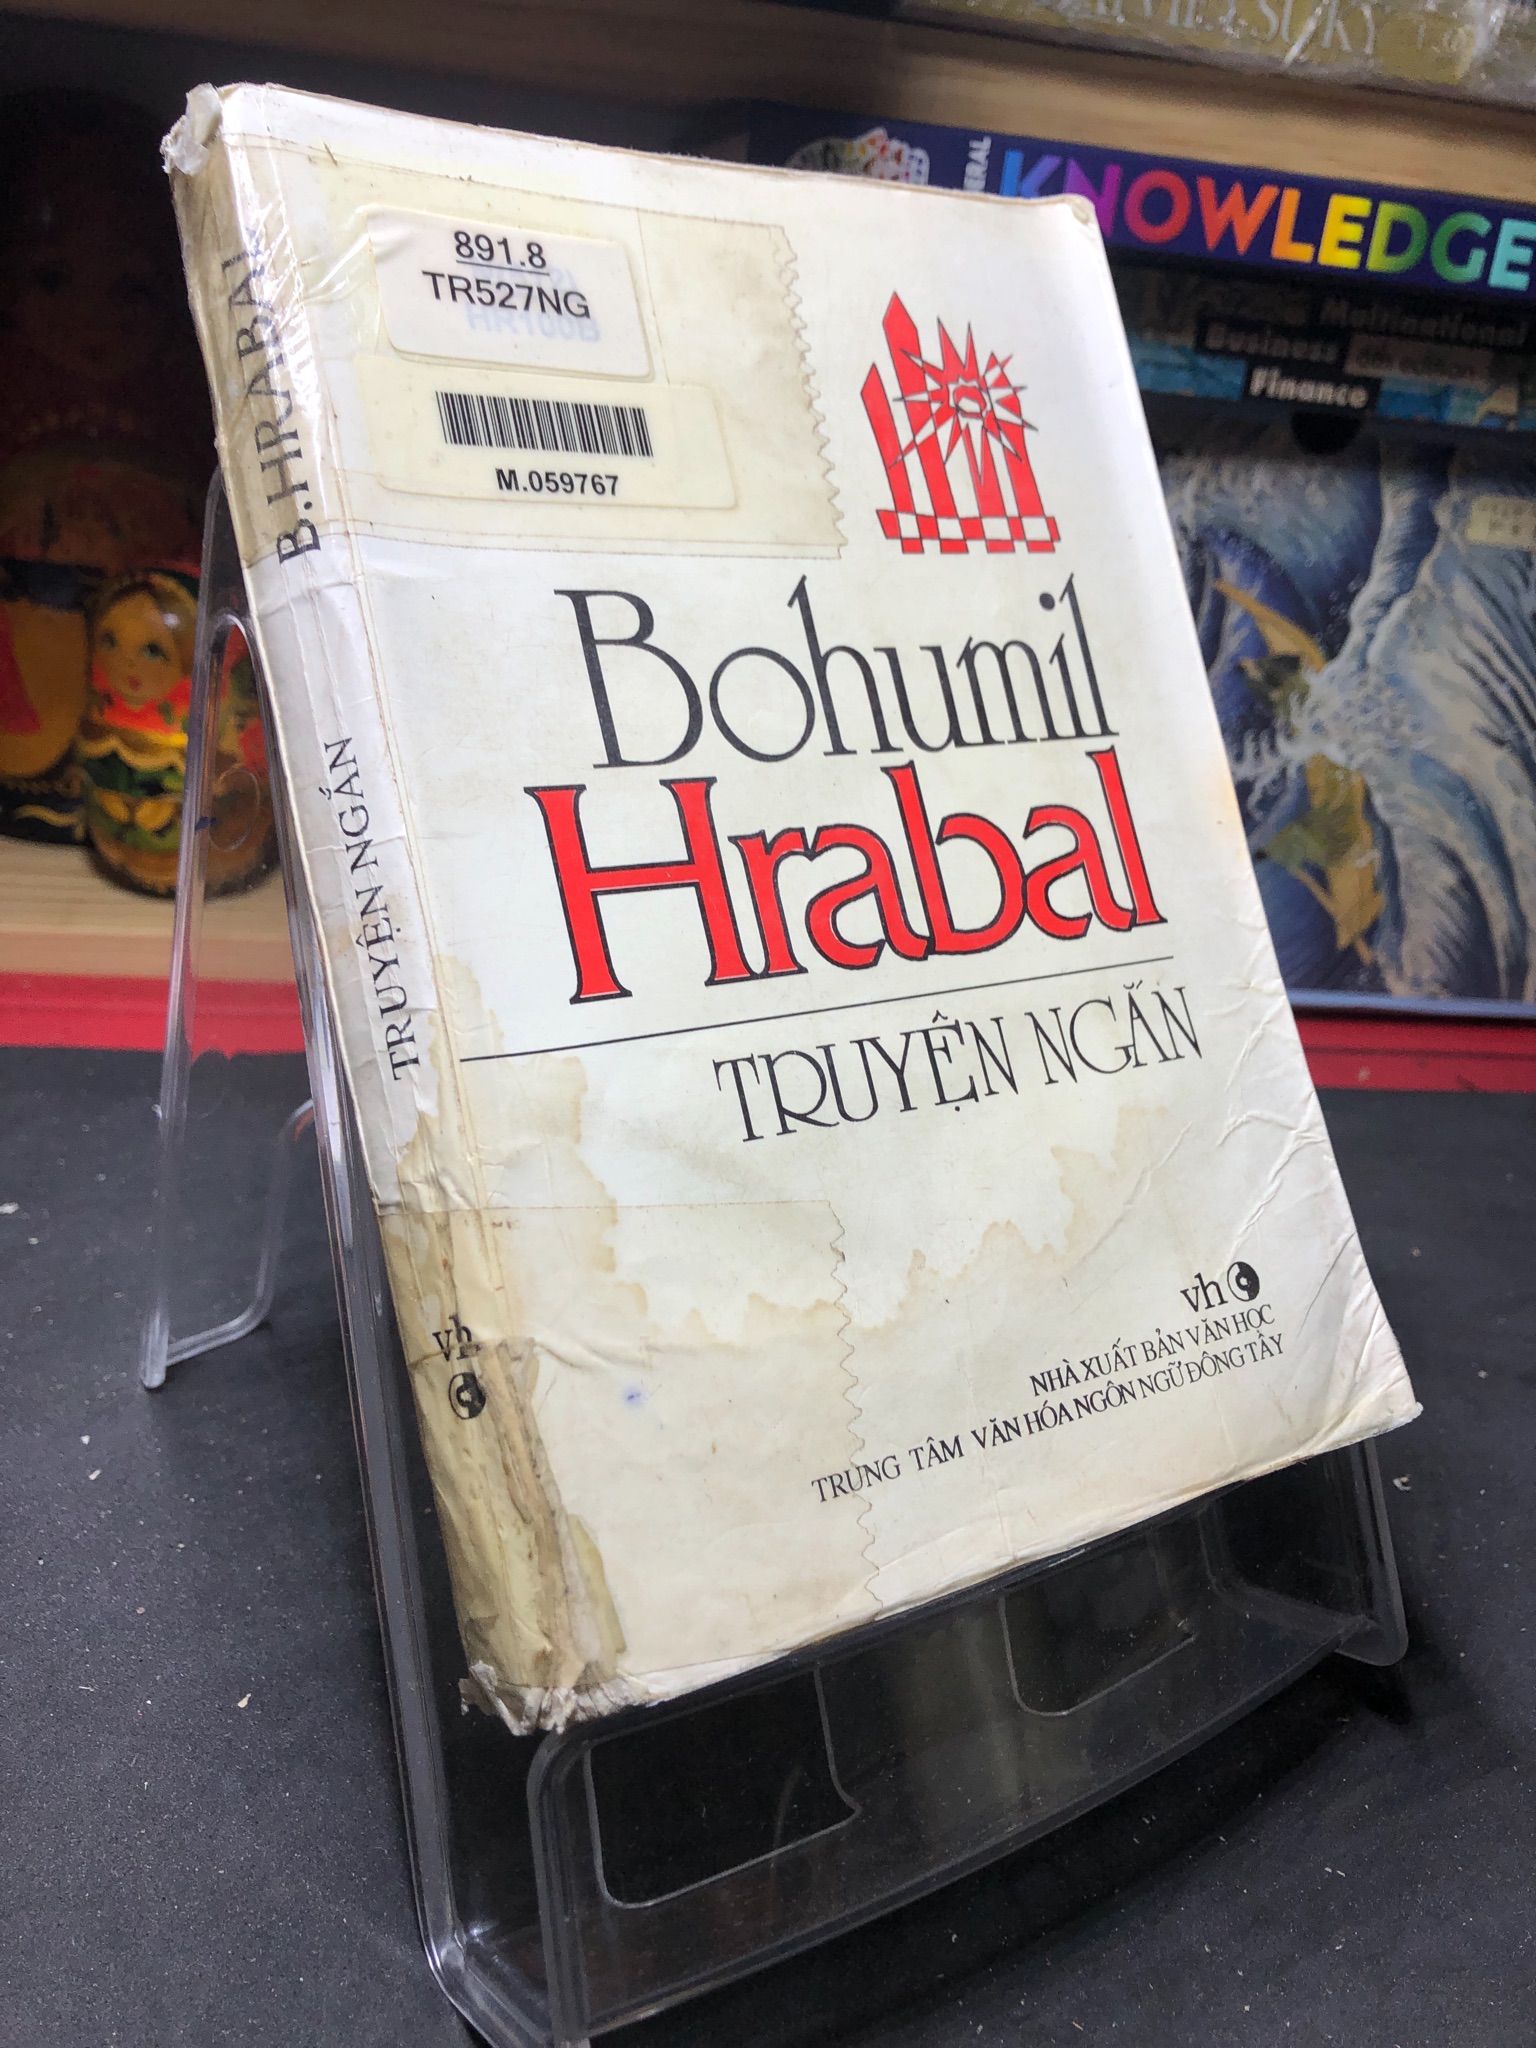 KNOWLEDGE
Multinational
Business
Finance
891.8
TR527NG
M.059767
B.HRABAL
TRUYỆN NGẮN
vh
Bohumil
Hrabal
TRUYỆN NGẮN
vh
NHÀ XUẤT BẢN VĂN HỌC
TRUNG TÂM VĂN HÓA NGÔN NGỮ ĐÔNG TÂY